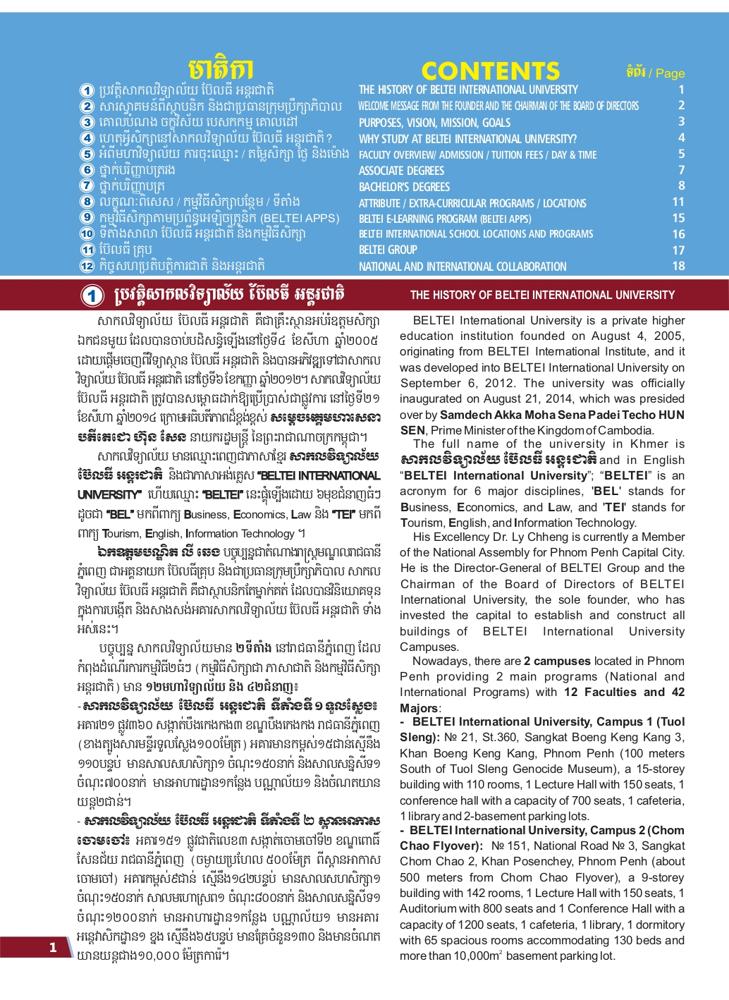 មាតិកា
CONTENTS
ទំព័រ / Page
1 ប្រវត្តិសាកលវិទ្យាល័យ ប៊ែលធី អន្តរជាតិ
THE HISTORY OF BELTEI INTERNATIONAL UNIVERSITY 1
2 សារស្វាគមន៍ពីស្ថាបនិក និងជាប្រធានក្រុមប្រឹក្សាភិបាល
WELCOME MESSAGE FROM THE FOUNDER AND THE CHAIRMAN OF THE BOARD OF DIRECTORS 2
3 គោលបំណង ចក្ខុវិស័យ បេសកកម្ម គោលដៅ
PURPOSES, VISION, MISSION, GOALS 3
4 ហេតុអ្វីសិក្សានៅសាកលវិទ្យាល័យ ប៊ែលធី អន្តរជាតិ ?
WHY STUDY AT BELTEI INTERNATIONAL UNIVERSITY? 4
5 អំពីមហាវិទ្យាល័យ ការចុះឈ្មោះ / តម្លៃសិក្សា ថ្ងៃ និងម៉ោង
FACULTY OVERVIEW/ ADMISSION / TUITION FEES / DAY & TIME 5
6 ថ្នាក់បរិញ្ញាបត្ររង
ASSOCIATE DEGREES 7
7 ថ្នាក់បរិញ្ញាបត្រ
BACHELOR'S DEGREES 8
8 លក្ខណៈពិសេស / កម្មវិធីសិក្សាបន្ថែម / ទីតាំង
ATTRIBUTE / EXTRA-CURRICULAR PROGRAMS / LOCATIONS 11
9 កម្មវិធីសិក្សាតាមប្រព័ន្ធអេឡិចត្រូនិក (BELTEI APPS)
BELTEI E-LEARNING PROGRAM (BELTEI APPS) 15
10 ទីតាំងសាលា ប៊ែលធី អន្តរជាតិ និងកម្មវិធីសិក្សា
BELTEI INTERNATIONAL SCHOOL LOCATIONS AND PROGRAMS 16
11 ប៊ែលធី គ្រុប
BELTEI GROUP 17
12 កិច្ចសហប្រតិបត្តិការជាតិ និងអន្តរជាតិ
NATIONAL AND INTERNATIONAL COLLABORATION 18
1 ប្រវត្តិសាកលវិទ្យាល័យ ប៊ែលធី អន្តរជាតិ
THE HISTORY OF BELTEI INTERNATIONAL UNIVERSITY
សាកលវិទ្យាល័យ ប៊ែលធី អន្តរជាតិ គឺជាគ្រឹះស្ថានអប់រំឧត្តមសិក្សា
ឯកជនមួយ ដែលបានចាប់បដិសន្ធិឡើងនៅថ្ងៃទី៤ ខែសីហា ឆ្នាំ២០០៥
ដោយផ្តើមចេញពីវិទ្យាស្ថាន ប៊ែលធី អន្តរជាតិ និងបានអភិវឌ្ឍទៅជាសាកល
វិទ្យាល័យ ប៊ែលធី អន្តរជាតិ នៅថ្ងៃទី៦ ខែកញ្ញា ឆ្នាំ២០១២។ សាកលវិទ្យាល័យ
ប៊ែលធី អន្តរជាតិ ត្រូវបានសម្ពោធដាក់ឱ្យប្រើប្រាស់ជាផ្លូវការ នៅថ្ងៃទី២១
ខែសីហា ឆ្នាំ២០១៤ ក្រោមអធិបតីភាពដ៏ខ្ពង់ខ្ពស់ សម្តេចអគ្គមហាសេនា
បតីតេជោ ហ៊ុន សែន នាយករដ្ឋមន្ត្រី នៃព្រះរាជាណាចក្រកម្ពុជា។
សាកលវិទ្យាល័យ មានឈ្មោះពេញជាភាសាខ្មែរ សាកលវិទ្យាល័យ
ប៊ែលធី អន្តរជាតិ និងជាភាសាអង់គ្លេស "BELTEI INTERNATIONAL
UNIVERSITY" ហើយឈ្មោះ "BELTEI" នេះផ្តុំឡើងដោយ ៦មុខជំនាញធំៗ
ដូចជា "BEL" មកពីពាក្យ Business, Economics, Law និង "TEI" មកពី
ពាក្យ Tourism, English, Information Technology ។
ឯកឧត្តមបណ្ឌិត លី ឆេង បច្ចុប្បន្នជាតំណាងរាស្ត្រមណ្ឌលរាជធានី
ភ្នំពេញ ជាអគ្គនាយក ប៊ែលធីគ្រុប និងជាប្រធានក្រុមប្រឹក្សាភិបាល សាកល
វិទ្យាល័យ ប៊ែលធី អន្តរជាតិ គឺជាស្ថាបនិកតែម្នាក់គត់ ដែលបានវិនិយោគទុន
ក្នុងការបង្កើត និងសាងសង់អគារសាកលវិទ្យាល័យ ប៊ែលធី អន្តរជាតិ ទាំង
អស់នេះ។
បច្ចុប្បន្ន សាកលវិទ្យាល័យមាន ២ទីតាំង នៅរាជធានីភ្នំពេញ ដែល
កំពុងដំណើរការកម្មវិធី២ធំៗ (កម្មវិធីសិក្សាជា ភាសាជាតិ និងកម្មវិធីសិក្សា
អន្តរជាតិ) មាន ១២មហាវិទ្យាល័យ និង ៤២ជំនាញ៖
-សាកលវិទ្យាល័យ ប៊ែលធី អន្តរជាតិ ទីតាំងទី១ ទួលស្លែង៖
អគារ២១ ផ្លូវ៣៦០ សង្កាត់បឹងកេងកង៣ ខណ្ឌបឹងកេងកង រាជធានីភ្នំពេញ
(ខាងត្បូងសារមន្ទីរទួលស្លែង១០០ម៉ែត្រ) អគារមានកម្ពស់១៥ជាន់ស្មើនឹង
១១០បន្ទប់ មានសាលសហសិក្សា១ ចំណុះ១៥០នាក់ និងសាលសន្និសីទ១
ចំណុះ៧០០នាក់ មានអាហារដ្ឋាន១កន្លែង បណ្ណាល័យ១ និងចំណតយាន
យន្ត២ជាន់។
- សាកលវិទ្យាល័យ ប៊ែលធី អន្តរជាតិ ទីតាំងទី ២ ស្ពានអាកាស
ចោមចៅ៖ អគារ១៥១ ផ្លូវជាតិលេខ៣ សង្កាត់ចោមចៅទី២ ខណ្ឌពោធិ៍
សែនជ័យ រាជធានីភ្នំពេញ (ចម្ងាយប្រហែល ៥០០ម៉ែត្រ ពីស្ពានអាកាស
ចោមចៅ) អគារកម្ពស់៩ជាន់ ស្មើនឹង១៤២បន្ទប់ មានសាលសហសិក្សា១
ចំណុះ១៥០នាក់ សាលមហោស្រព១ ចំណុះ៨០០នាក់ និងសាលសន្និសីទ១
ចំណុះ១២០០នាក់ មានអាហារដ្ឋាន១កន្លែង បណ្ណាល័យ១ មានអគារ
អន្តេវាសិកដ្ឋាន១ ខ្នង ស្មើនឹង៦៥បន្ទប់ មានគ្រែចំនួន១៣០ និងមានចំណត
យានយន្តជាង១០,០០០ ម៉ែត្រការ៉េ។
BELTEI International University is a private higher
education institution founded on August 4, 2005,
originating from BELTEI International Institute, and it
was developed into BELTEI International University on
September 6, 2012. The university was officially
inaugurated on August 21, 2014, which was presided
over by Samdech Akka Moha Sena Padei Techo HUN
SEN, Prime Minister of the Kingdom of Cambodia.
The full name of the university in Khmer is
សាកលវិទ្យាល័យ ប៊ែលធី អន្តរជាតិ and in English
"BELTEI International University"; "BELTEI" is an
acronym for 6 major disciplines, 'BEL' stands for
Business, Economics, and Law, and 'TEI' stands for
Tourism, English, and Information Technology.
His Excellency Dr. Ly Chheng is currently a Member
of the National Assembly for Phnom Penh Capital City.
He is the Director-General of BELTEI Group and the
Chairman of the Board of Directors of BELTEI
International University, the sole founder, who has
invested the capital to establish and construct all
buildings of BELTEI International University
Campuses.
Nowadays, there are 2 campuses located in Phnom
Penh providing 2 main programs (National and
International Programs) with 12 Faculties and 42
Majors:
- BELTEI International University, Campus 1 (Tuol
Sleng): № 21, St.360, Sangkat Boeng Keng Kang 3,
Khan Boeng Keng Kang, Phnom Penh (100 meters
South of Tuol Sleng Genocide Museum), a 15-storey
building with 110 rooms, 1 Lecture Hall with 150 seats, 1
conference hall with a capacity of 700 seats, 1 cafeteria,
1 library and 2-basement parking lots.
- BELTEI International University, Campus 2 (Chom
Chao Flyover): № 151, National Road № 3, Sangkat
Chom Chao 2, Khan Posenchey, Phnom Penh (about
500 meters from Chom Chao Flyover), a 9-storey
building with 142 rooms, 1 Lecture Hall with 150 seats, 1
Auditorium with 800 seats and 1 Conference Hall with a
capacity of 1200 seats, 1 cafeteria, 1 library, 1 dormitory
with 65 spacious rooms accommodating 130 beds and
more than 10,000m² basement parking lot.
1